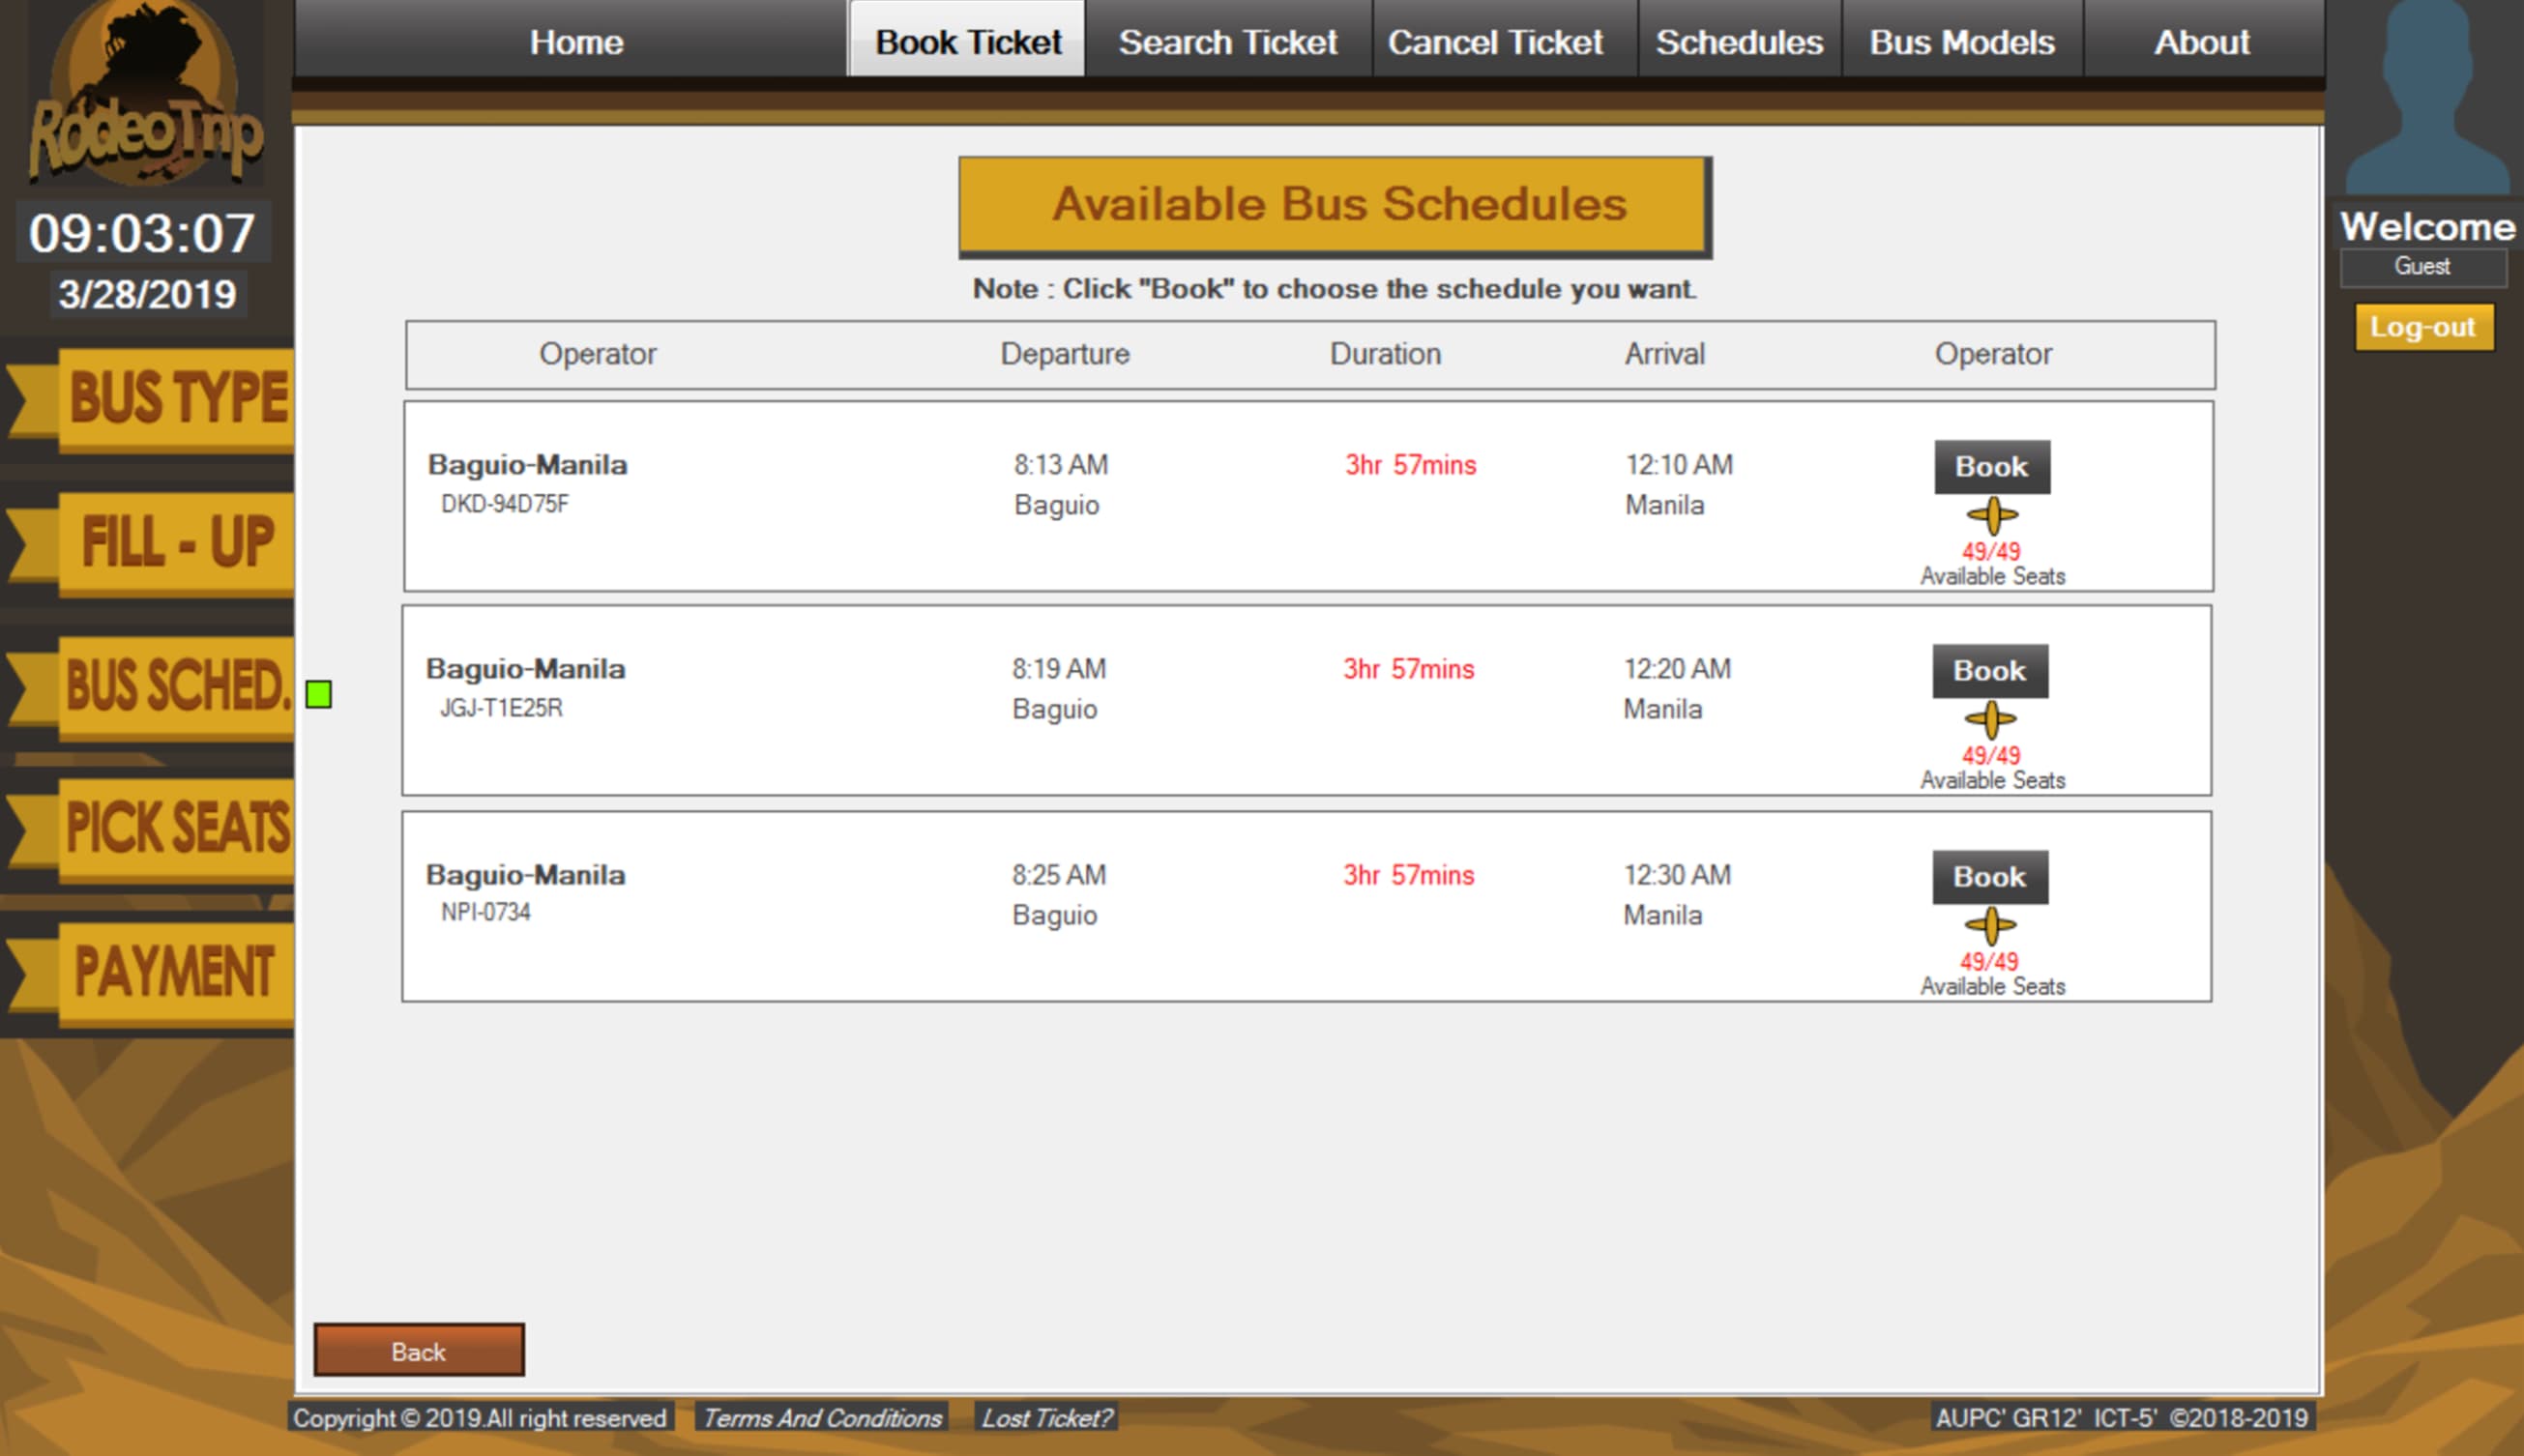 RodeoTrip
Home
Book Ticket
Search Ticket
Cancel Ticket
Schedules
Bus Models
About
09:03:07
3/28/2019
Welcome
Guest
Log-out
BUS TYPE
FILL - UP
BUS SCHED.
PICK SEATS
PAYMENT
Available Bus Schedules
Note : Click "Book" to choose the schedule you want.
Operator Departure Duration Arrival Operator
Baguio-Manila 8:13 AM 3hr 57mins 12:10 AM Book
DKD-94D75F Baguio Manila
49/49
Available Seats
Baguio-Manila 8:19 AM 3hr 57mins 12:20 AM Book
JGJ-T1E25R Baguio Manila
49/49
Available Seats
Baguio-Manila 8:25 AM 3hr 57mins 12:30 AM Book
NPI-0734 Baguio Manila
49/49
Available Seats
Back
Copyright © 2019.All right reserved
Terms And Conditions
Lost Ticket?
AUPC' GR12' ICT-5' ©2018-2019